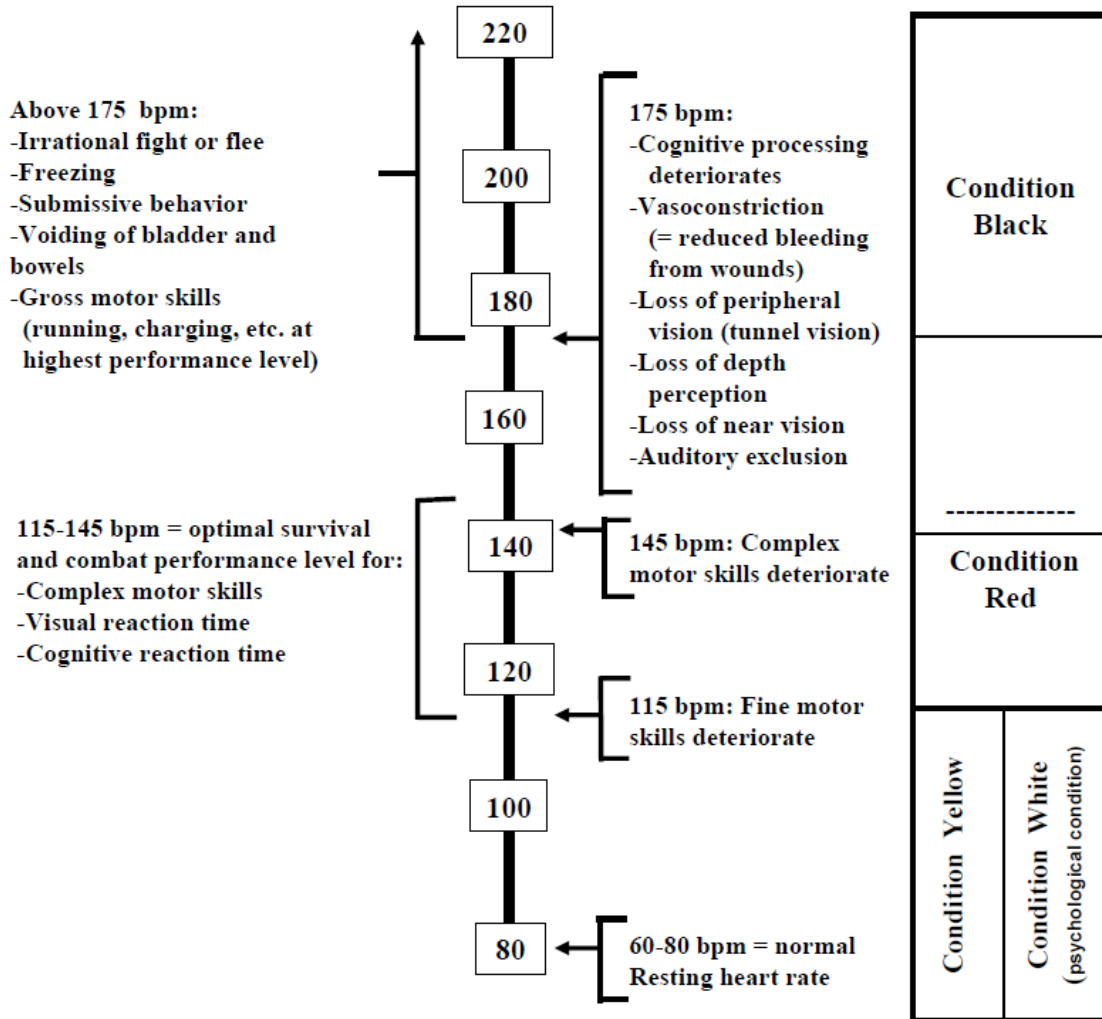 220
200
180
160
140
120
100
80
Above 175 bpm:
-Irrational fight or flee
-Freezing
-Submissive behavior
-Voiding of bladder and
bowels
-Gross motor skills
(running, charging, etc. at
highest performance level)
115-145 bpm = optimal survival
and combat performance level for:
-Complex motor skills
-Visual reaction time
-Cognitive reaction time
175 bpm:
-Cognitive processing
deteriorates
-Vasoconstriction
(= reduced bleeding
from wounds)
-Loss of peripheral
vision (tunnel vision)
-Loss of depth
perception
-Loss of near vision
-Auditory exclusion
145 bpm: Complex
motor skills deteriorate
115 bpm: Fine motor
skills deteriorate
60-80 bpm = normal
Resting heart rate
Condition
Black
-------------
Condition
Red
Condition Yellow
Condition White
(psychological condition)